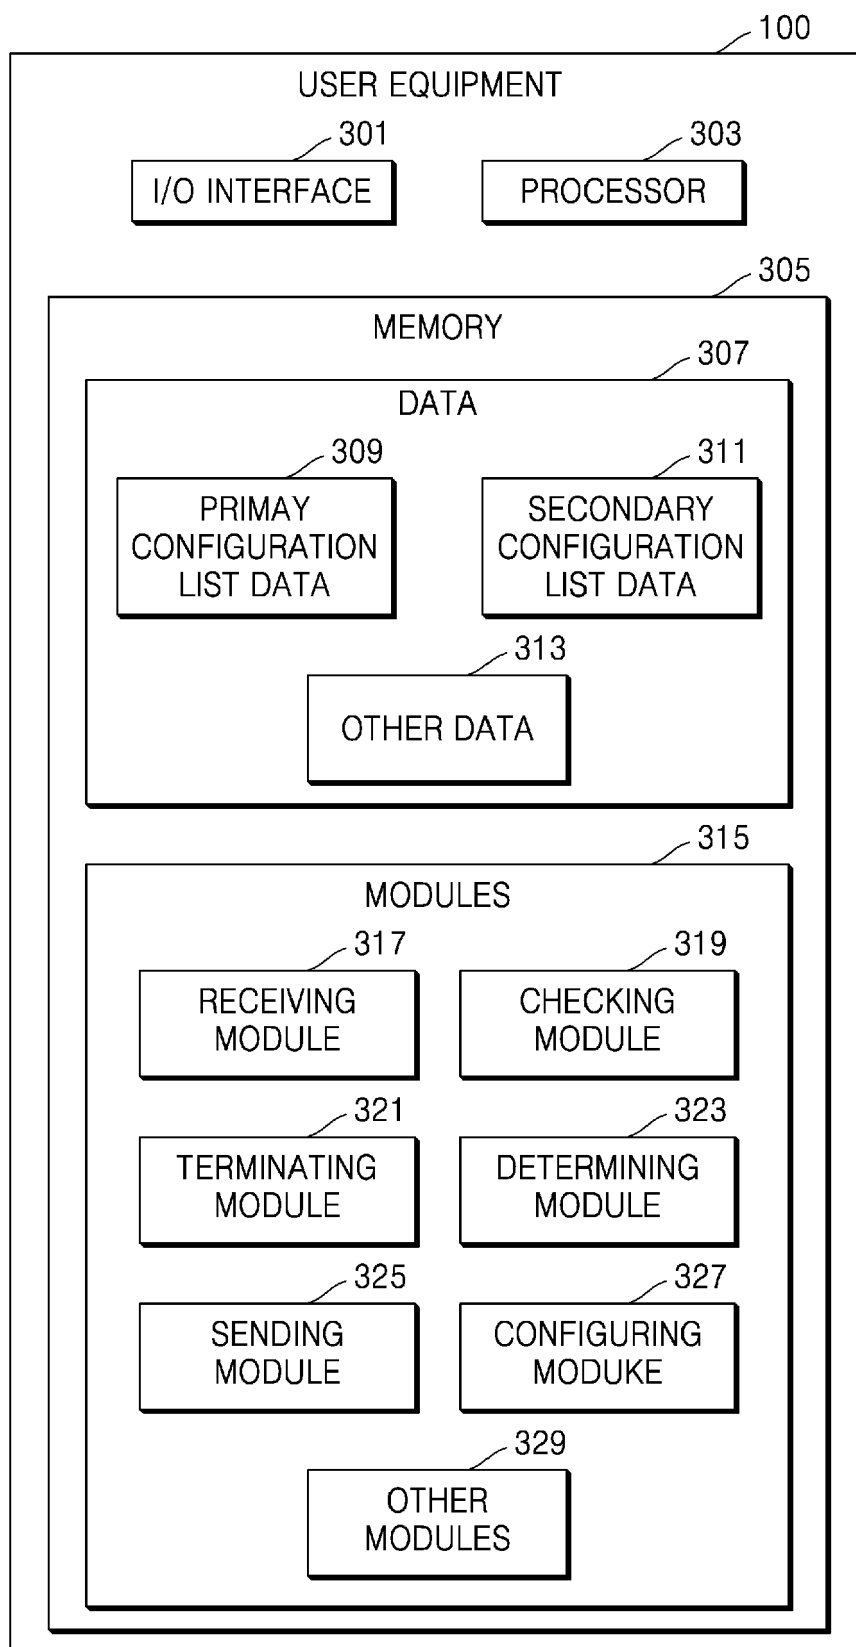 100
USER EQUIPMENT
301
303
I/O INTERFACE
PROCESSOR
305
MEMORY
307
DATA
309
311
PRIMAY
CONFIGURATION
LIST DATA
SECONDARY
CONFIGURATION
LIST DATA
313
OTHER DATA
315
MODULES
317
319
RECEIVING
MODULE
CHECKING
MODULE
321
323
TERMINATING
MODULE
DETERMINING
MODULE
325
327
SENDING
MODULE
CONFIGURING
MODUKE
329
OTHER
MODULES